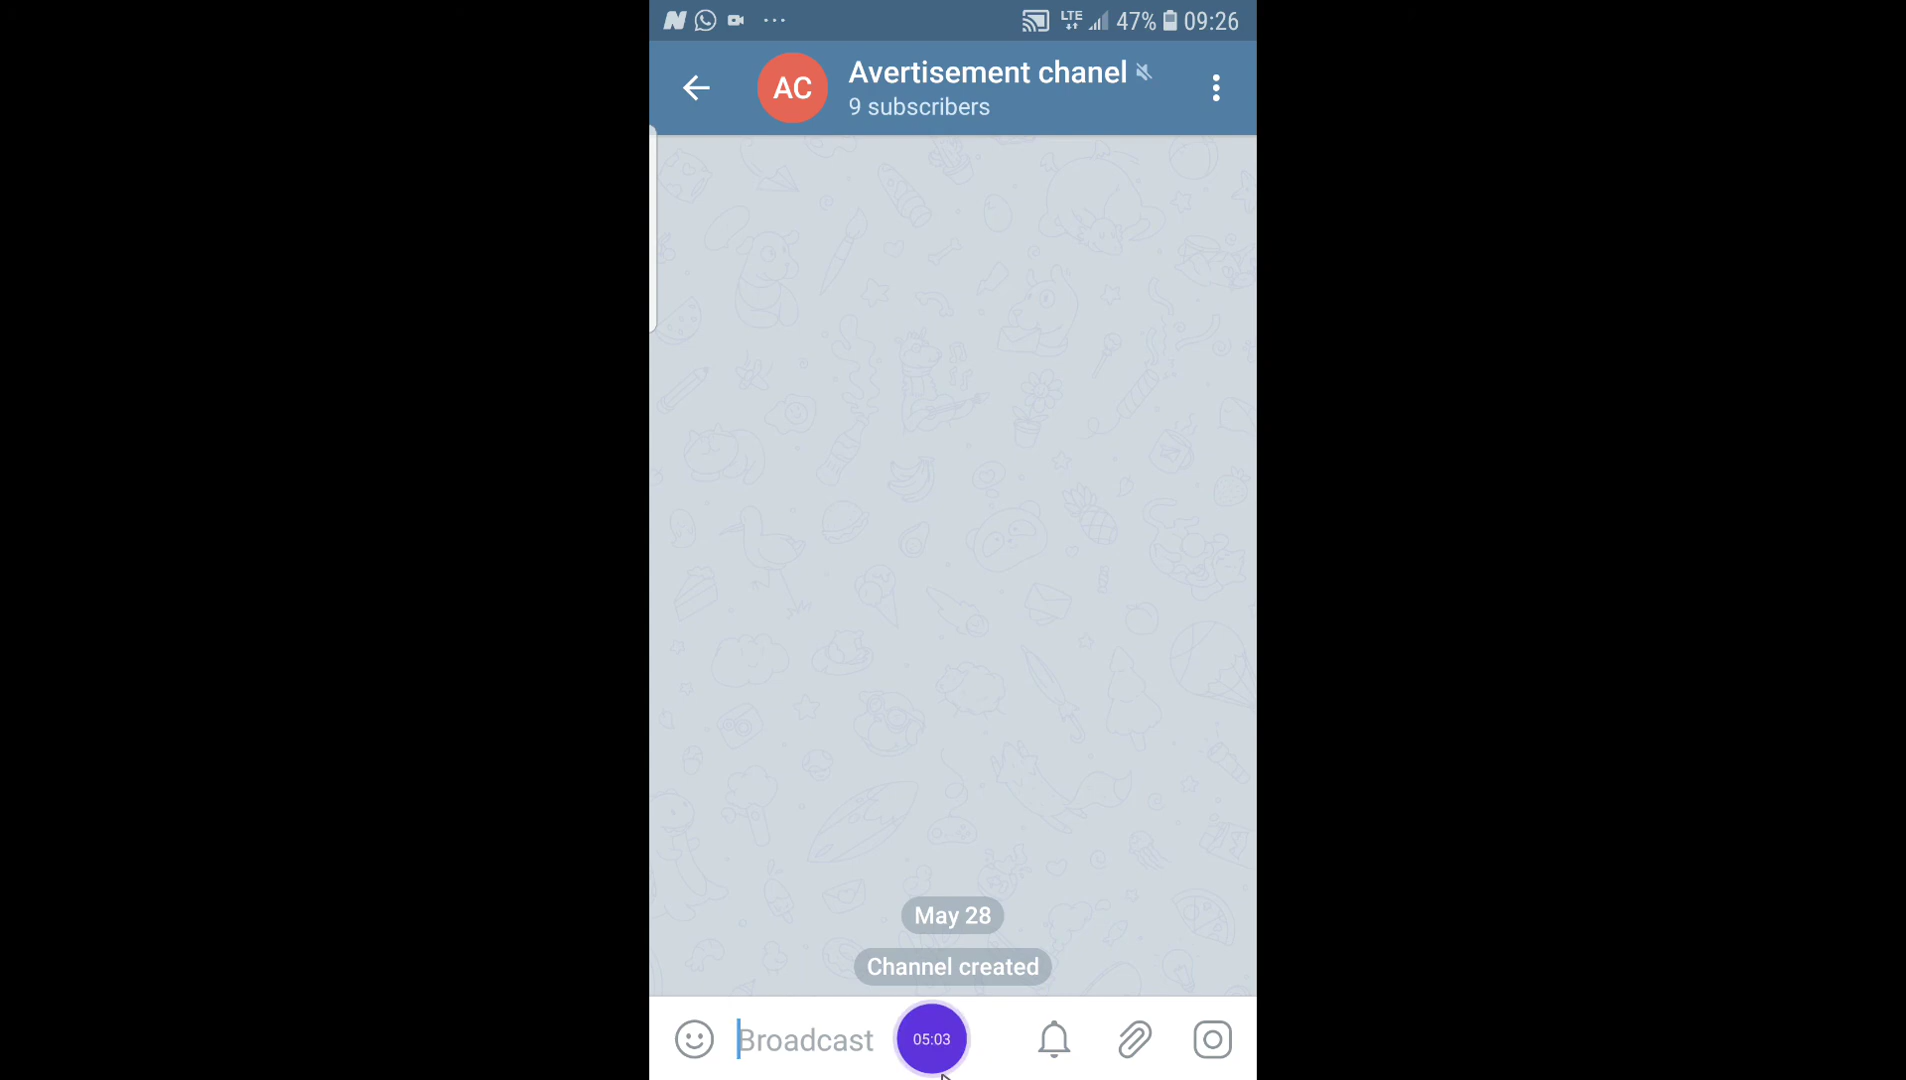 47% 09:26
AC
Avertisement chanel
9 subscribers
May 28
Channel created
Broadcast
05:03